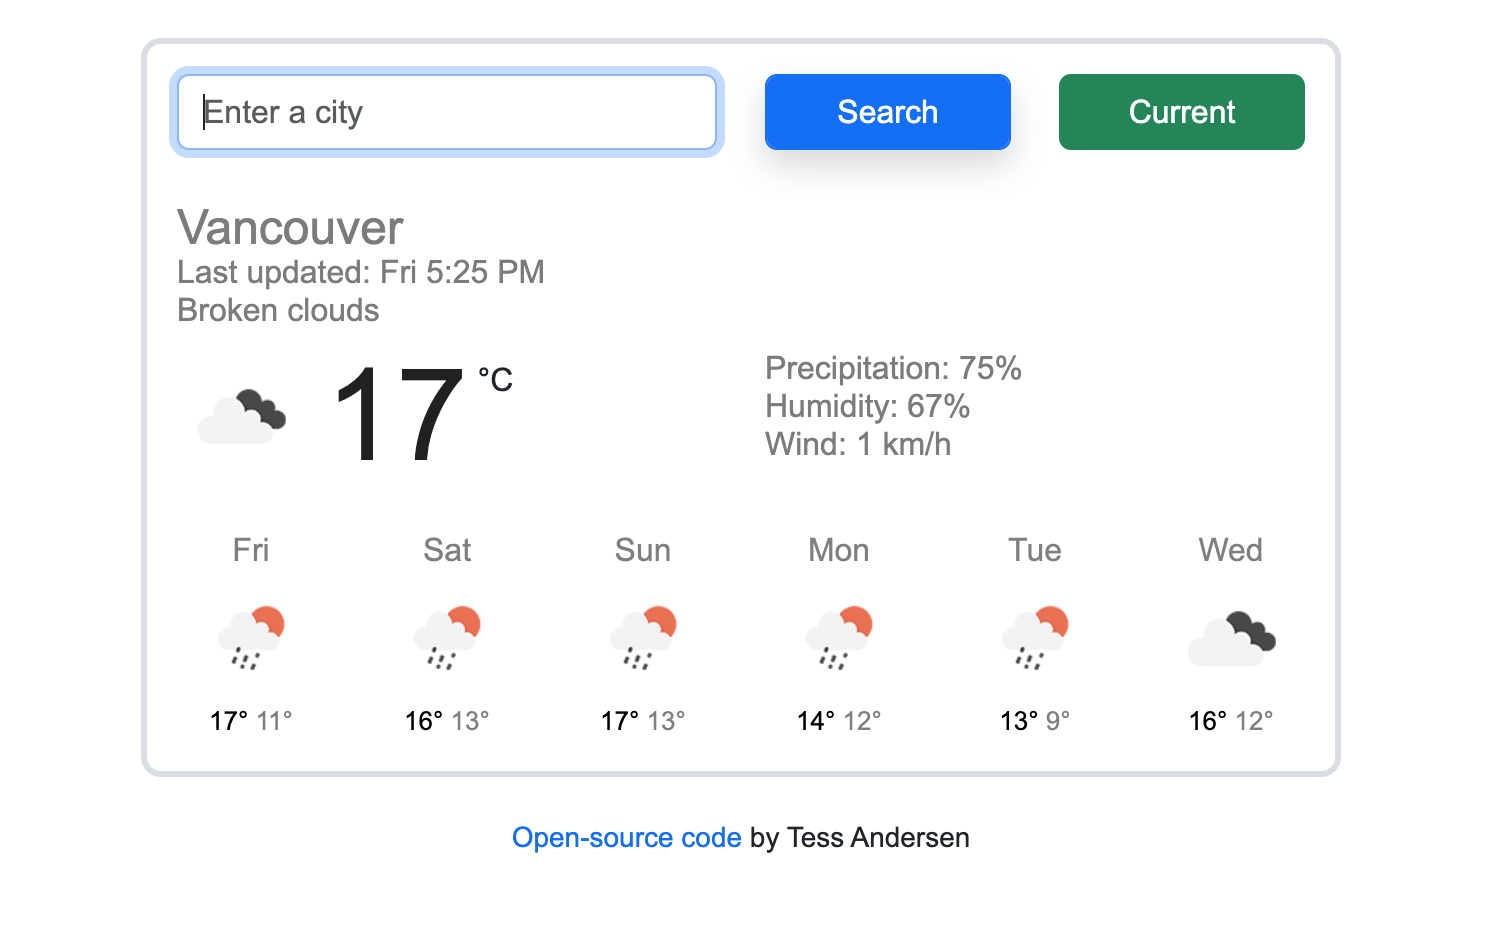 Enter a city
Search
Current
Vancouver
Last updated: Fri 5:25 PM
Broken clouds
17 °C
Precipitation: 75%
Humidity: 67%
Wind: 1 km/h
Fri Sat Sun Mon Tue Wed
17° 11° 16° 13° 17° 13° 14° 12° 13° 9° 16° 12°
Open-source code by Tess Andersen